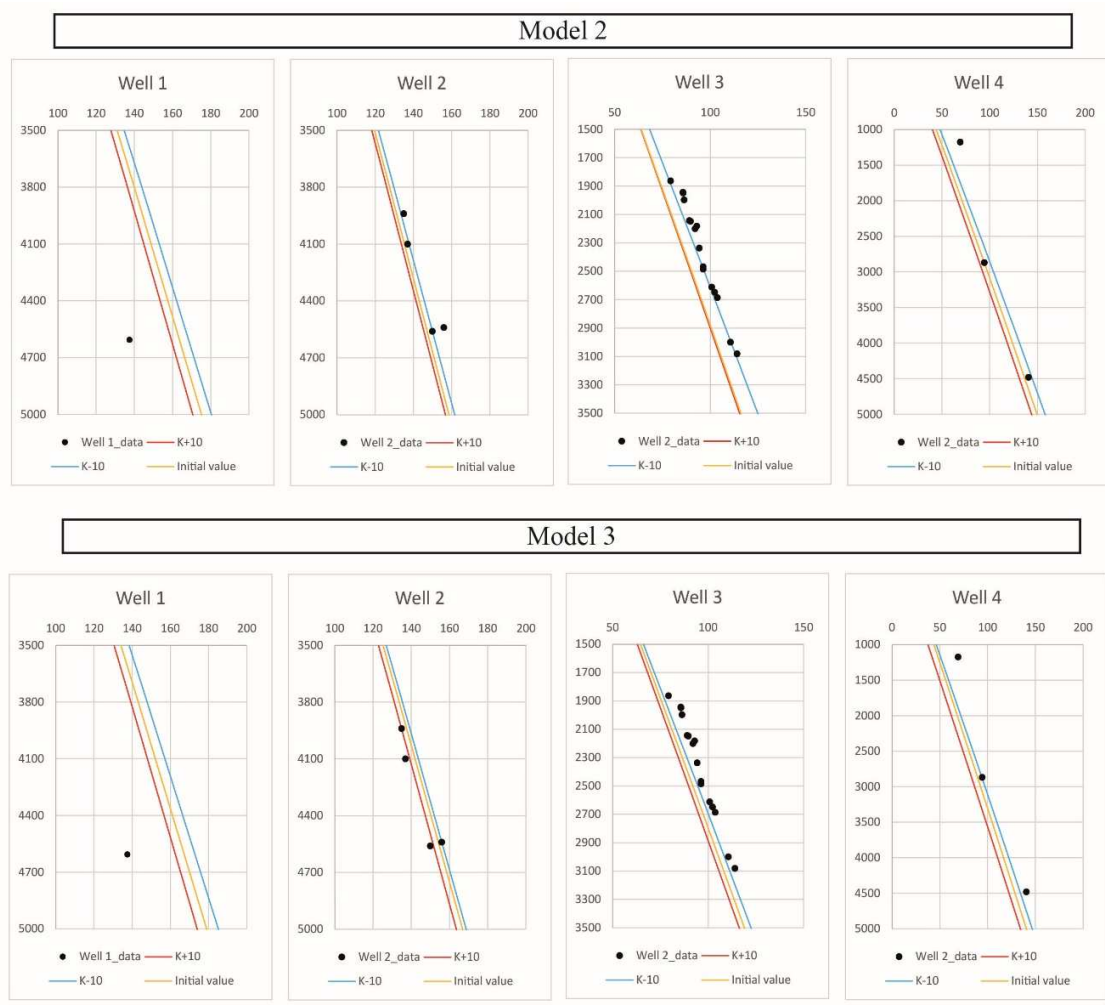 Model 2
Well 1
100 120 140 160 180 200
3500
3800
4100
4400
4700
5000
Well 1_data K+10
K-10 Initial value
Well 2
100 120 140 160 180 200
3500
3800
4100
4400
4700
5000
Well 2_data K+10
K-10 Initial value
Well 3
50 100 150
1500
1700
1900
2100
2300
2500
2700
2900
3100
3300
3500
Well 2_data K+10
K-10 Initial value
Well 4
0 50 100 150 200
1000
1500
2000
2500
3000
3500
4000
4500
5000
Well 2_data K+10
K-10 Initial value
Model 3
Well 1
100 120 140 160 180 200
3500
3800
4100
4400
4700
5000
Well 1_data K+10
K-10 Initial value
Well 2
100 120 140 160 180 200
3500
3800
4100
4400
4700
5000
Well 2_data K+10
K-10 Initial value
Well 3
50 100 150
1500
1700
1900
2100
2300
2500
2700
2900
3100
3300
3500
Well 2_data K+10
K-10 Initial value
Well 4
0 50 100 150 200
1000
1500
2000
2500
3000
3500
4000
4500
5000
Well 2_data K+10
K-10 Initial value